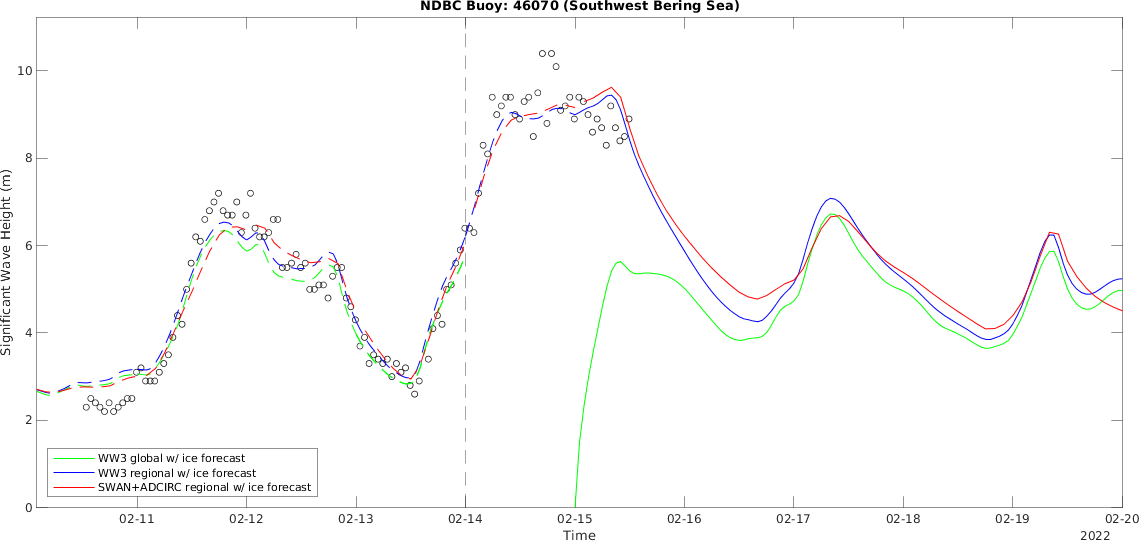 NDBC Buoy: 46070 (Southwest Bering Sea)
Significant Wave Height (m)
10
8
6
4
2
0
WW3 global w/ ice forecast
WW3 regional w/ ice forecast
SWAN+ADCIRC regional w/ ice forecast
02-11 02-12 02-13 02-14 02-15 02-16 02-17 02-18 02-19 02-20
Time
2022